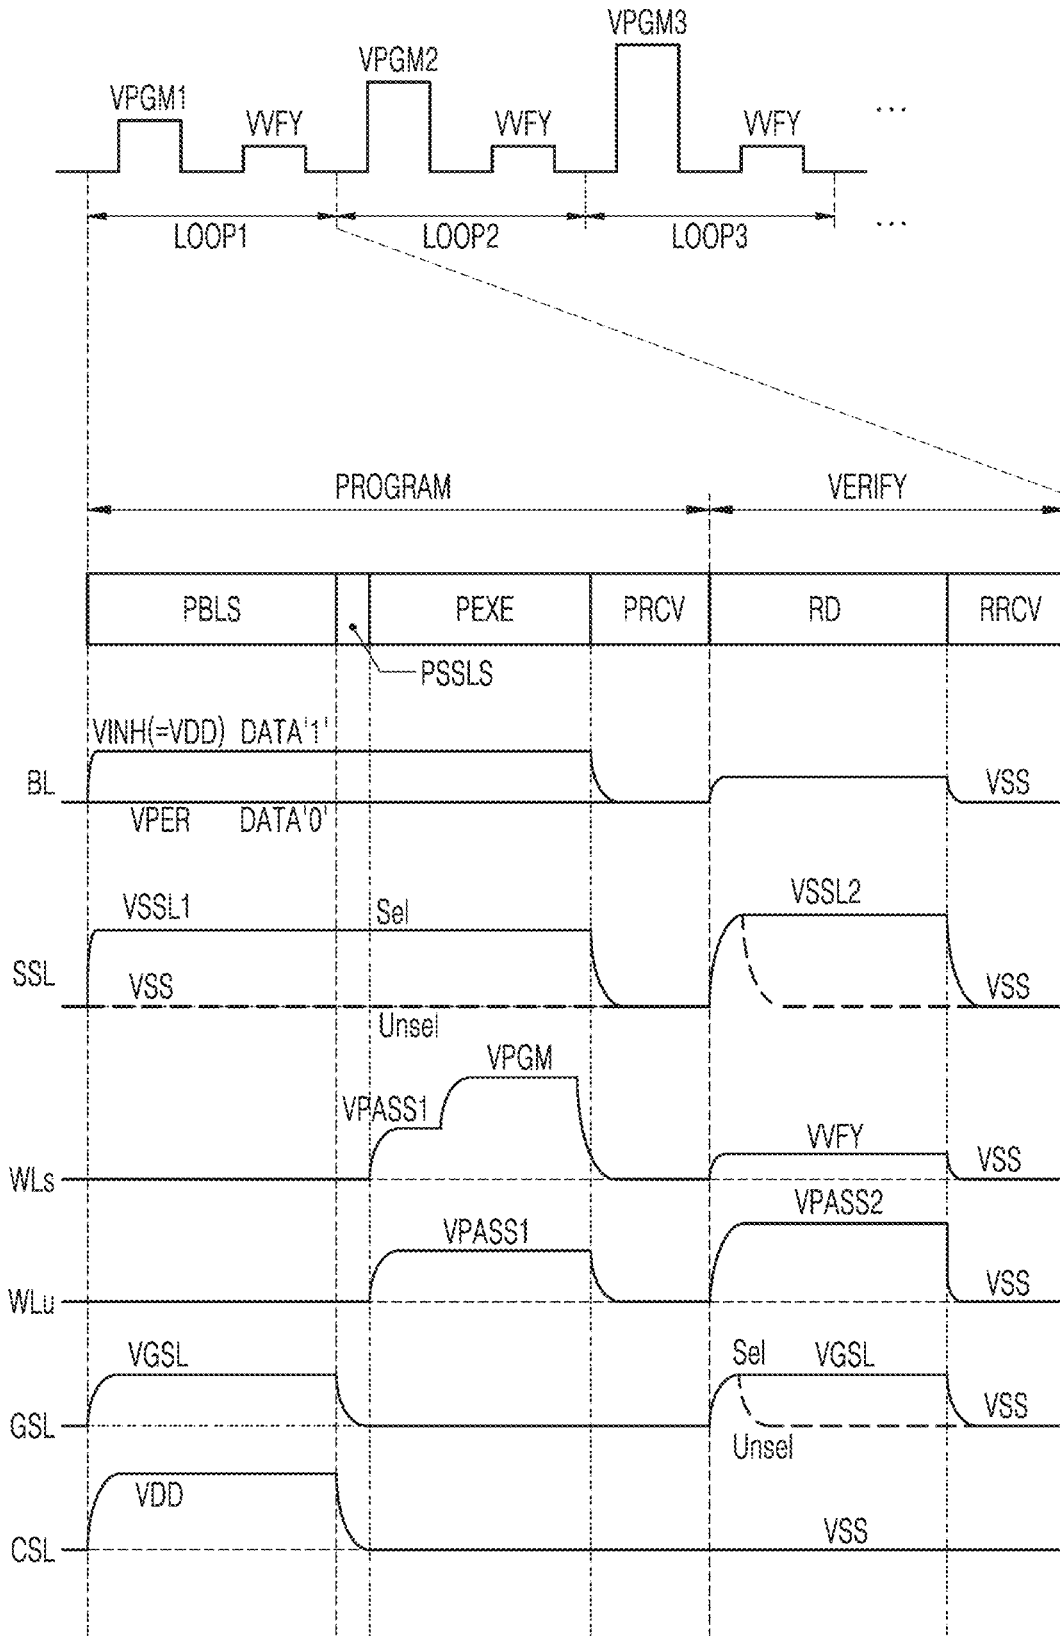 VPGM3
VPGM2
VPGM1
VVFY
VVFY
VVFY
...
LOOP1
LOOP2
LOOP3
...
PROGRAM
VERIFY
PBLS
PEXE
PRCV
RD
RRCV
PSSLS
VINH(=VDD) DATA'1'
BL
VSS
VPER DATA'0'
VSSL1
Sel
VSSL2
SSL
VSS
VSS
Unsel
VPGM
VPASS1
VVFY
WLs
VSS
VPASS2
VPASS1
WLu
VSS
VGSL
Sel
VGSL
GSL
VSS
Unsel
VDD
CSL
VSS